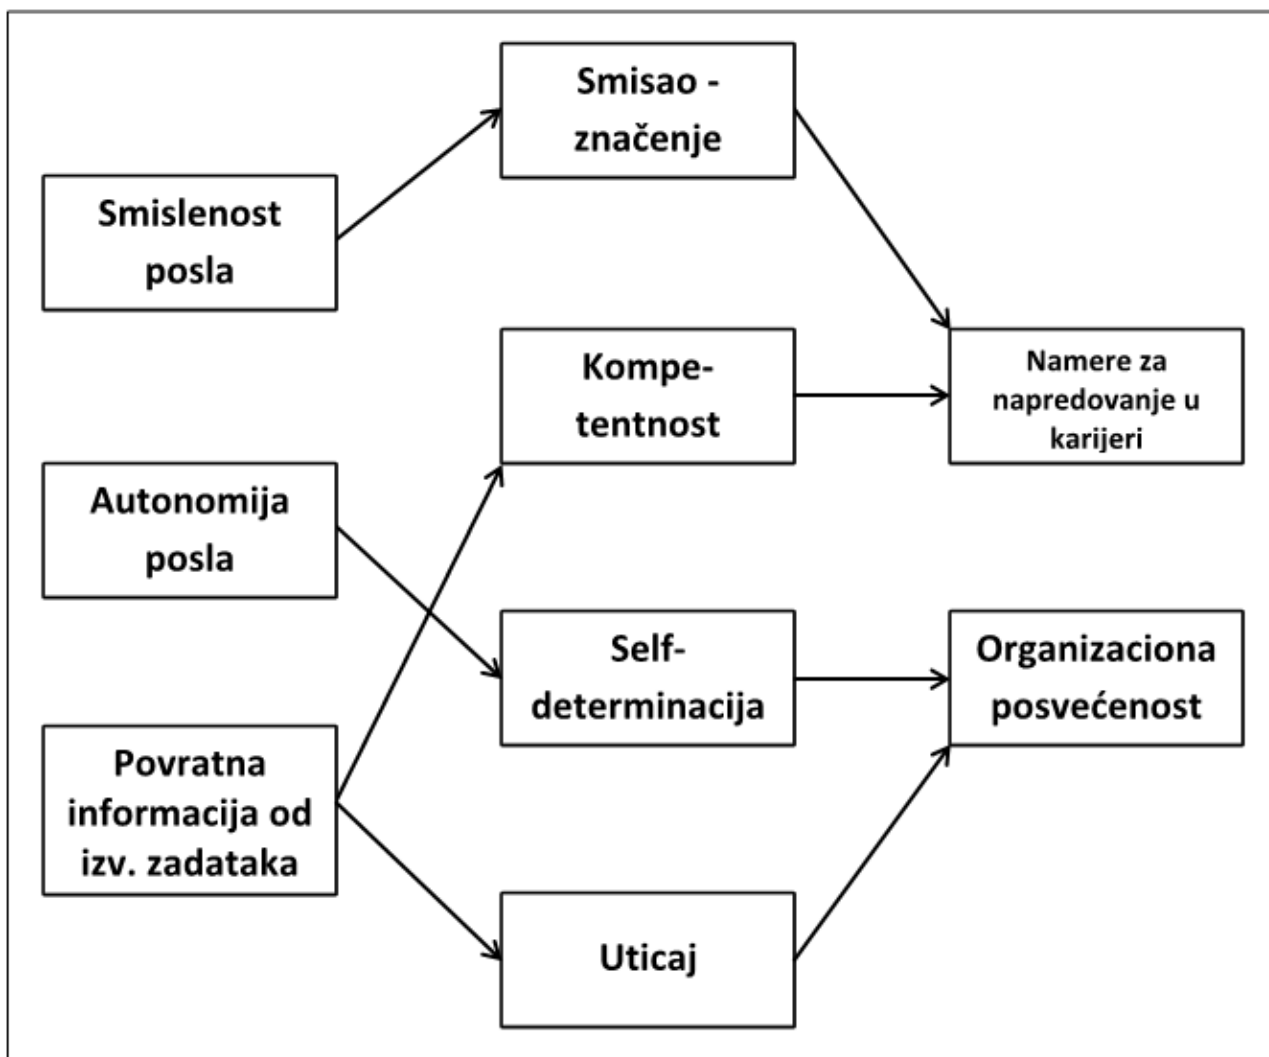 Smisao -
značenje
Smislenost
posla
Kompe-
tentnost
Namere za
napredovanje u
karijeri
Autonomija
posla
Self-
determinacija
Organizaciona
posvećenost
Povratna
informacija od
izv. zadataka
Uticaj